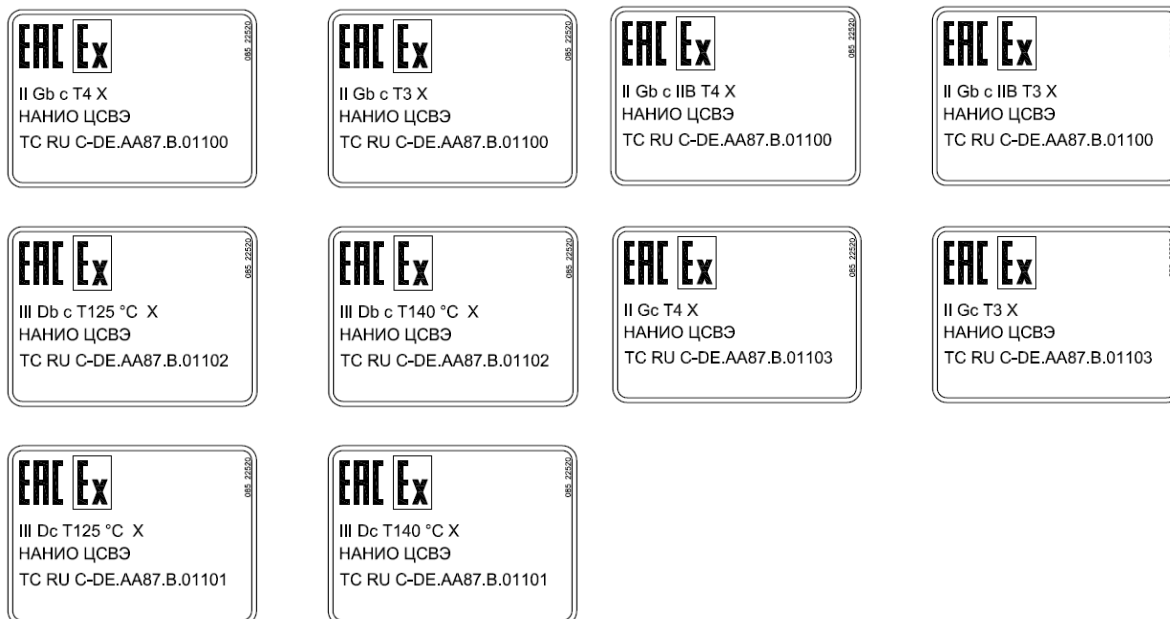 EAC Ex
085 22520
II Gb c T4 X
НАНИО ЦСВЭ
TC RU C-DE.AA87.B.01100
EAC Ex
085 22520
II Gb c T3 X
НАНИО ЦСВЭ
TC RU C-DE.AA87.B.01100
EAC Ex
085 22520
II Gb c IIB T4 X
НАНИО ЦСВЭ
TC RU C-DE.AA87.B.01100
EAC Ex
II Gb c IIB T3 X
НАНИО ЦСВЭ
TC RU C-DE.AA87.B.01100
EAC Ex
085 22520
III Db c T125 °C X
НАНИО ЦСВЭ
TC RU C-DE.AA87.B.01102
EAC Ex
085 22520
III Db c T140 °C X
НАНИО ЦСВЭ
TC RU C-DE.AA87.B.01102
EAC Ex
085 22520
II Gc T4 X
НАНИО ЦСВЭ
TC RU C-DE.AA87.B.01103
EAC Ex
II Gc T3 X
НАНИО ЦСВЭ
TC RU C-DE.AA87.B.01103
EAC Ex
085 22520
III Dc T125 °C X
НАНИО ЦСВЭ
TC RU C-DE.AA87.B.01101
EAC Ex
085 22520
III Dc T140 °C X
НАНИО ЦСВЭ
TC RU C-DE.AA87.B.01101